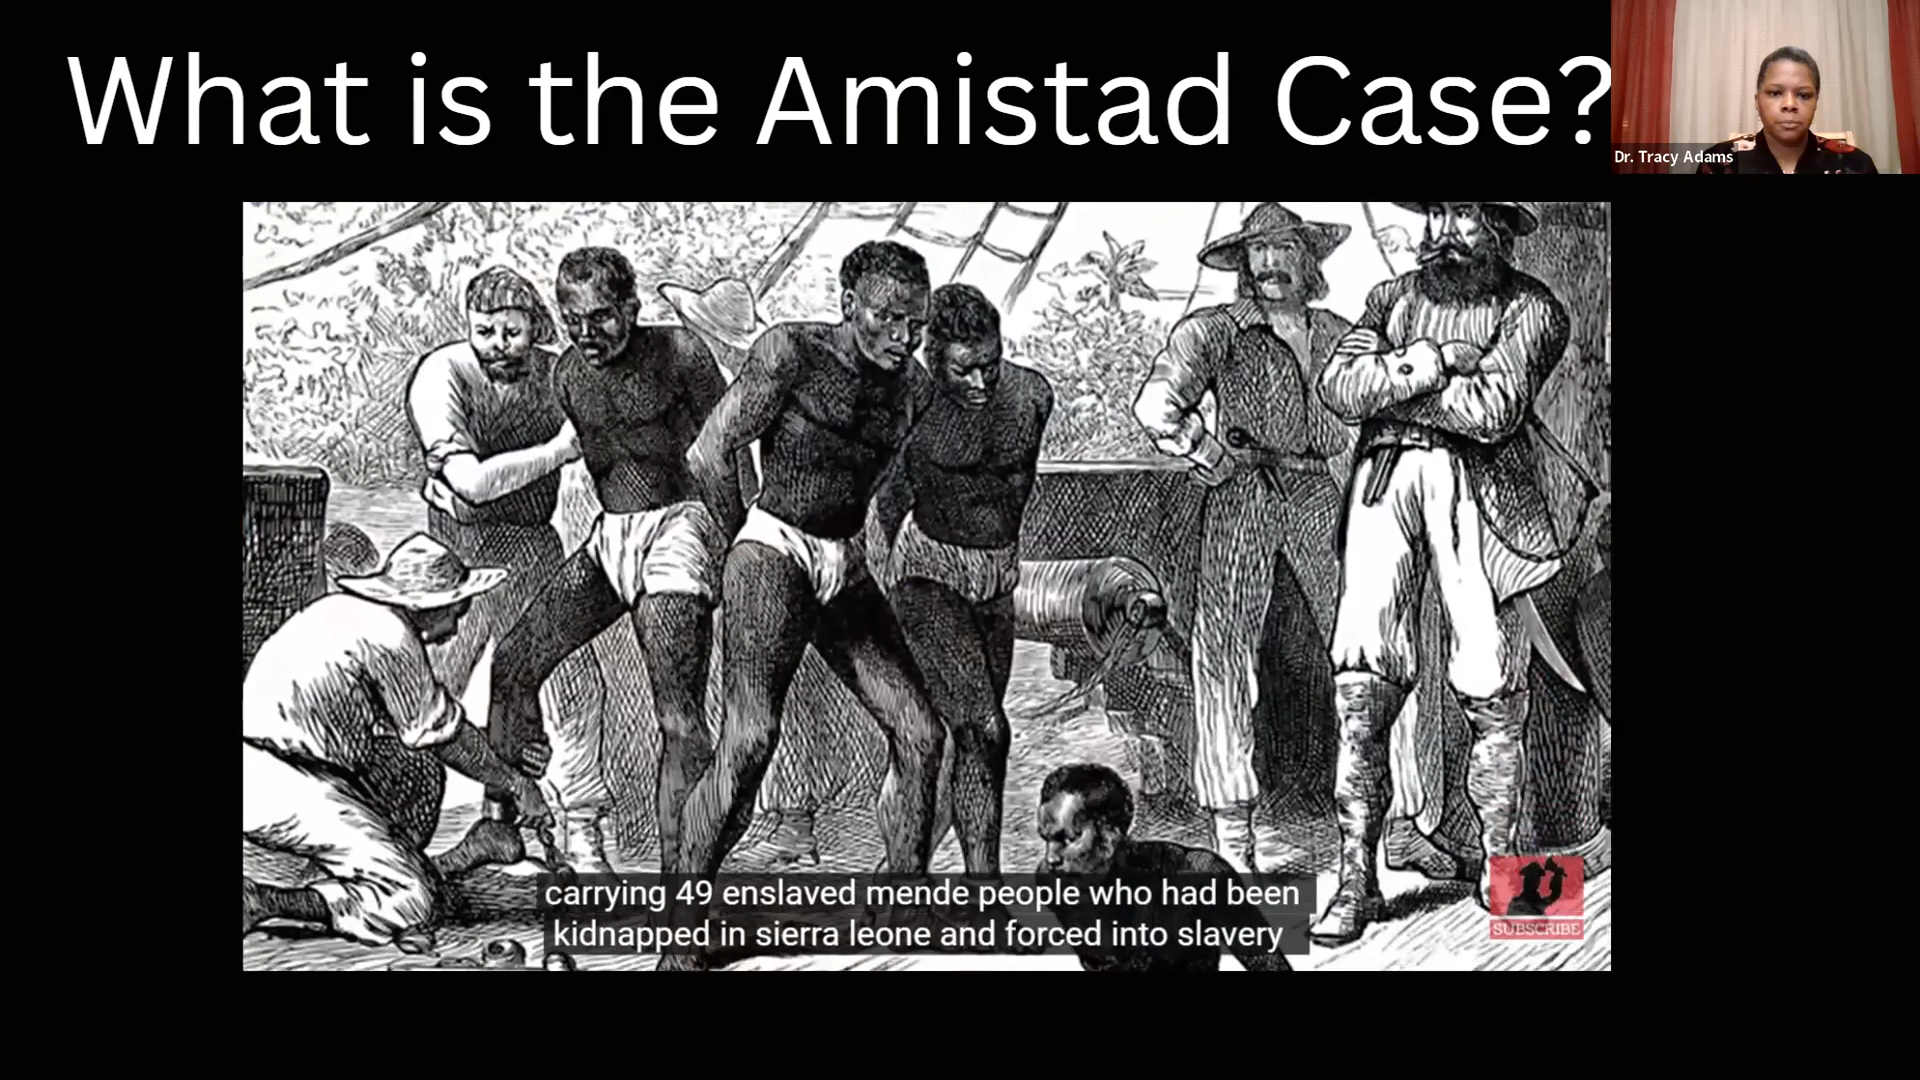 What is the Amistad Case?
Dr. Tracy Adams
carrying 49 enslaved mende people who had been
kidnapped in sierra leone and forced into slavery
SUBSCRIBE